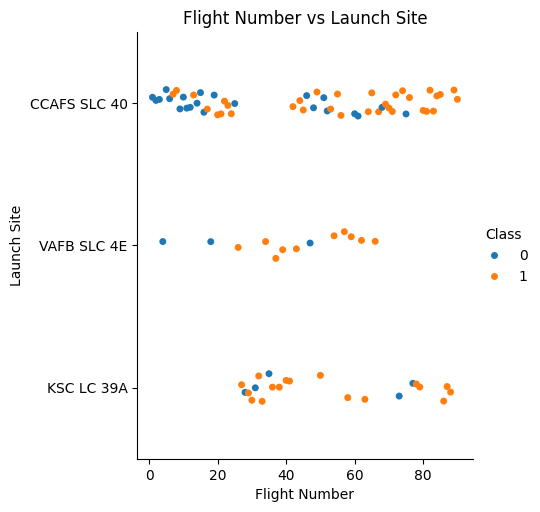 Flight Number vs Launch Site
CCAFS SLC 40
VAFB SLC 4E
KSC LC 39A
Launch Site
0 20 40 60 80
Flight Number
Class
0
1